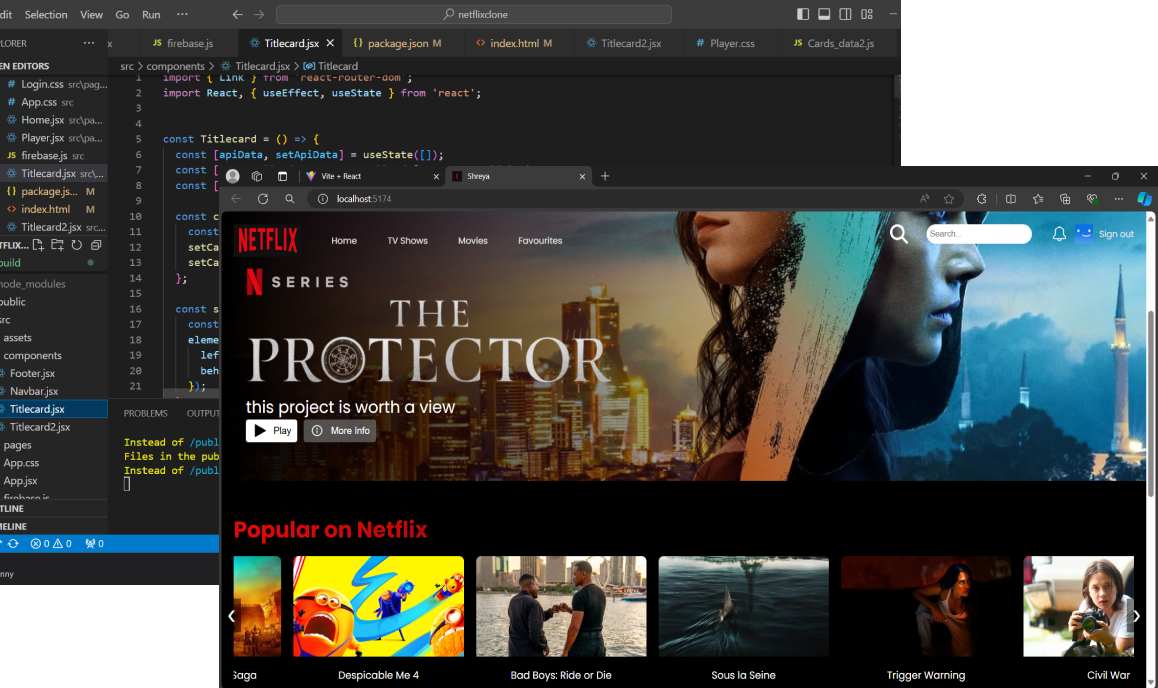 dit Selection View Go Run ··· netflixclone
LORER ··· x JS firebase.js Titlecard.jsx × {} package.json M <> index.html M Titlecard2.jsx # Player.css JS Cards_data2.js
EN EDITORS
# Login.css src\pag...
# App.css src
Home.jsx src\pa...
Player.jsx src\pa...
JS firebase.js src
Titlecard.jsx src\...
{} package.js... M
<> index.html M
Titlecard2.jsx src...
TFLIX...
build
node_modules
public
src
assets
components
Footer.jsx
Navbar.jsx
Titlecard.jsx
Titlecard2.jsx
pages
App.css
App.jsx
firebase.js
TLINE
MELINE
0 0 0
nny
src > components > Titlecard.jsx > Titlecard
1 import { Link } from 'react-router-dom';
2 import React, { useEffect, useState } from 'react';
3
4
5 const Titlecard = () => {
6 const [apiData, setApiData] = useState([]);
7 const [
8 const [
9
10 const c
11 const
12 setCa
13 setCa
14 };
15
16 const s
17 const
18 eleme
19 lef
20 beh
21 });
PROBLEMS OUTPUT
Instead of /publ
Files in the pub
Instead of /publ
Vite + React × Shreya × +
localhost:5174
NETFLIX Home TV Shows Movies Favourites Search... Sign out
N SERIES
THE
PROTECTOR
this project is worth a view
Play More Info
Popular on Netflix
Saga Despicable Me 4 Bad Boys: Ride or Die Sous la Seine Trigger Warning Civil War